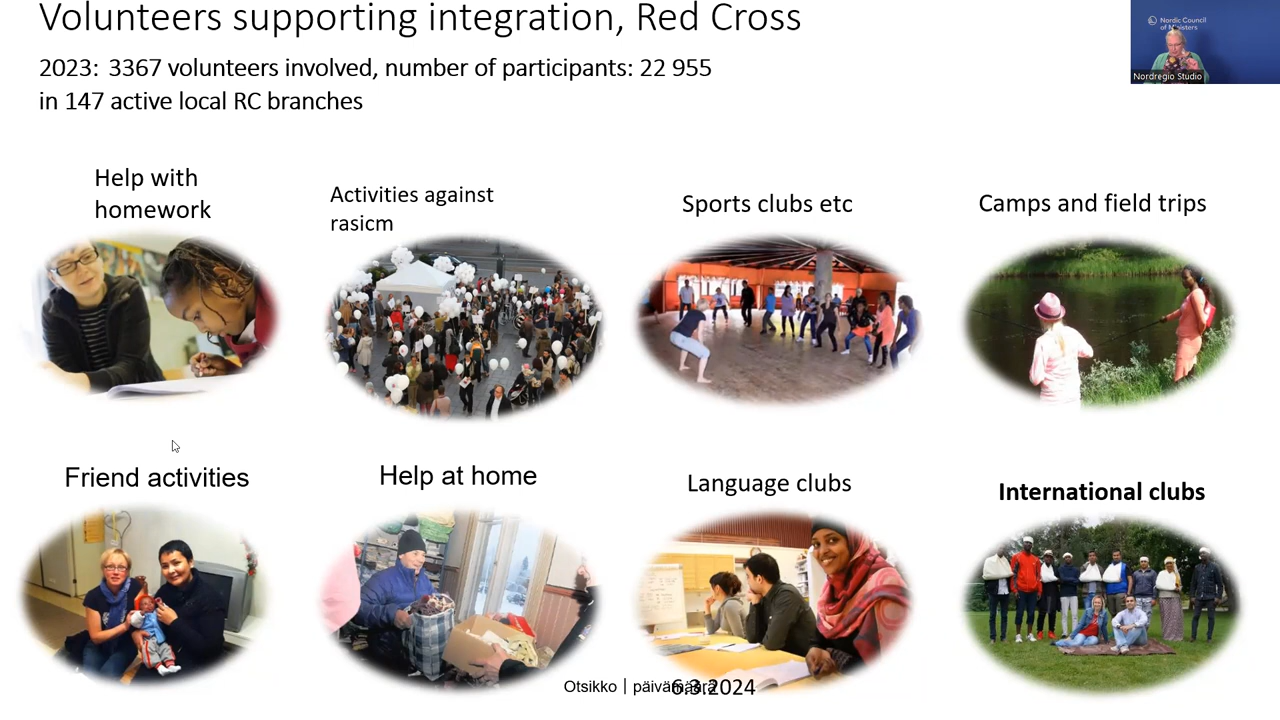 Volunteers supporting integration, Red Cross
2023: 3367 volunteers involved, number of participants: 22 955
in 147 active local RC branches
Nordic Council
of Ministers
Nordregio Studio
Help with
homework
Activities against
rasicm
Sports clubs etc
Camps and field trips
Friend activities
Help at home
Language clubs
International clubs
Otsikko | päivämäärä
6.3.2024